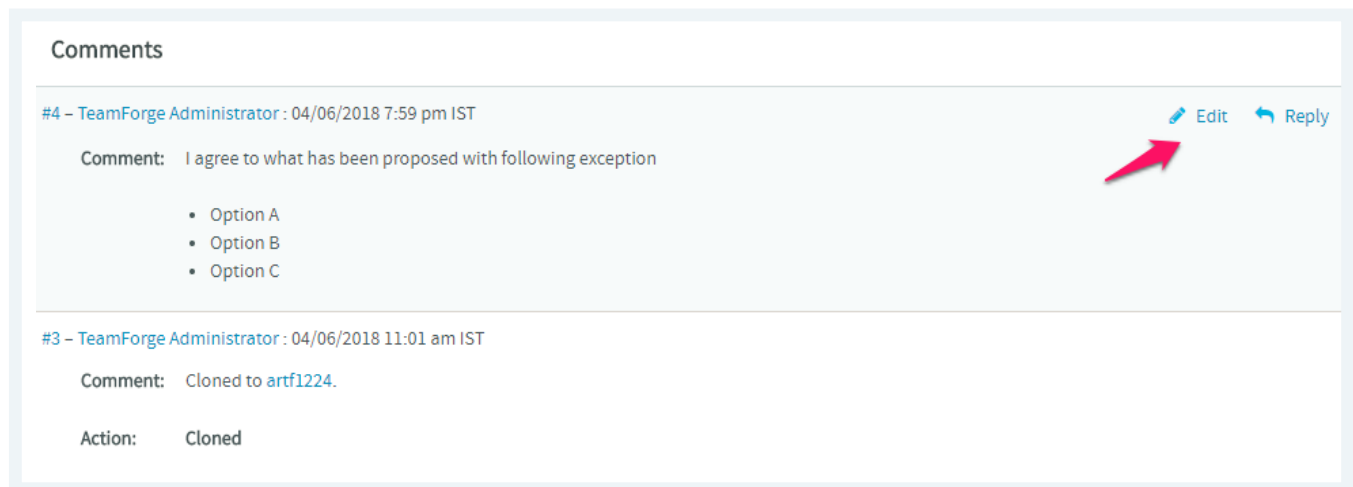 Comments
#4 – TeamForge Administrator : 04/06/2018 7:59 pm IST Edit Reply
Comment: I agree to what has been proposed with following exception
• Option A
• Option B
• Option C
#3 – TeamForge Administrator : 04/06/2018 11:01 am IST
Comment: Cloned to artf1224.
Action: Cloned